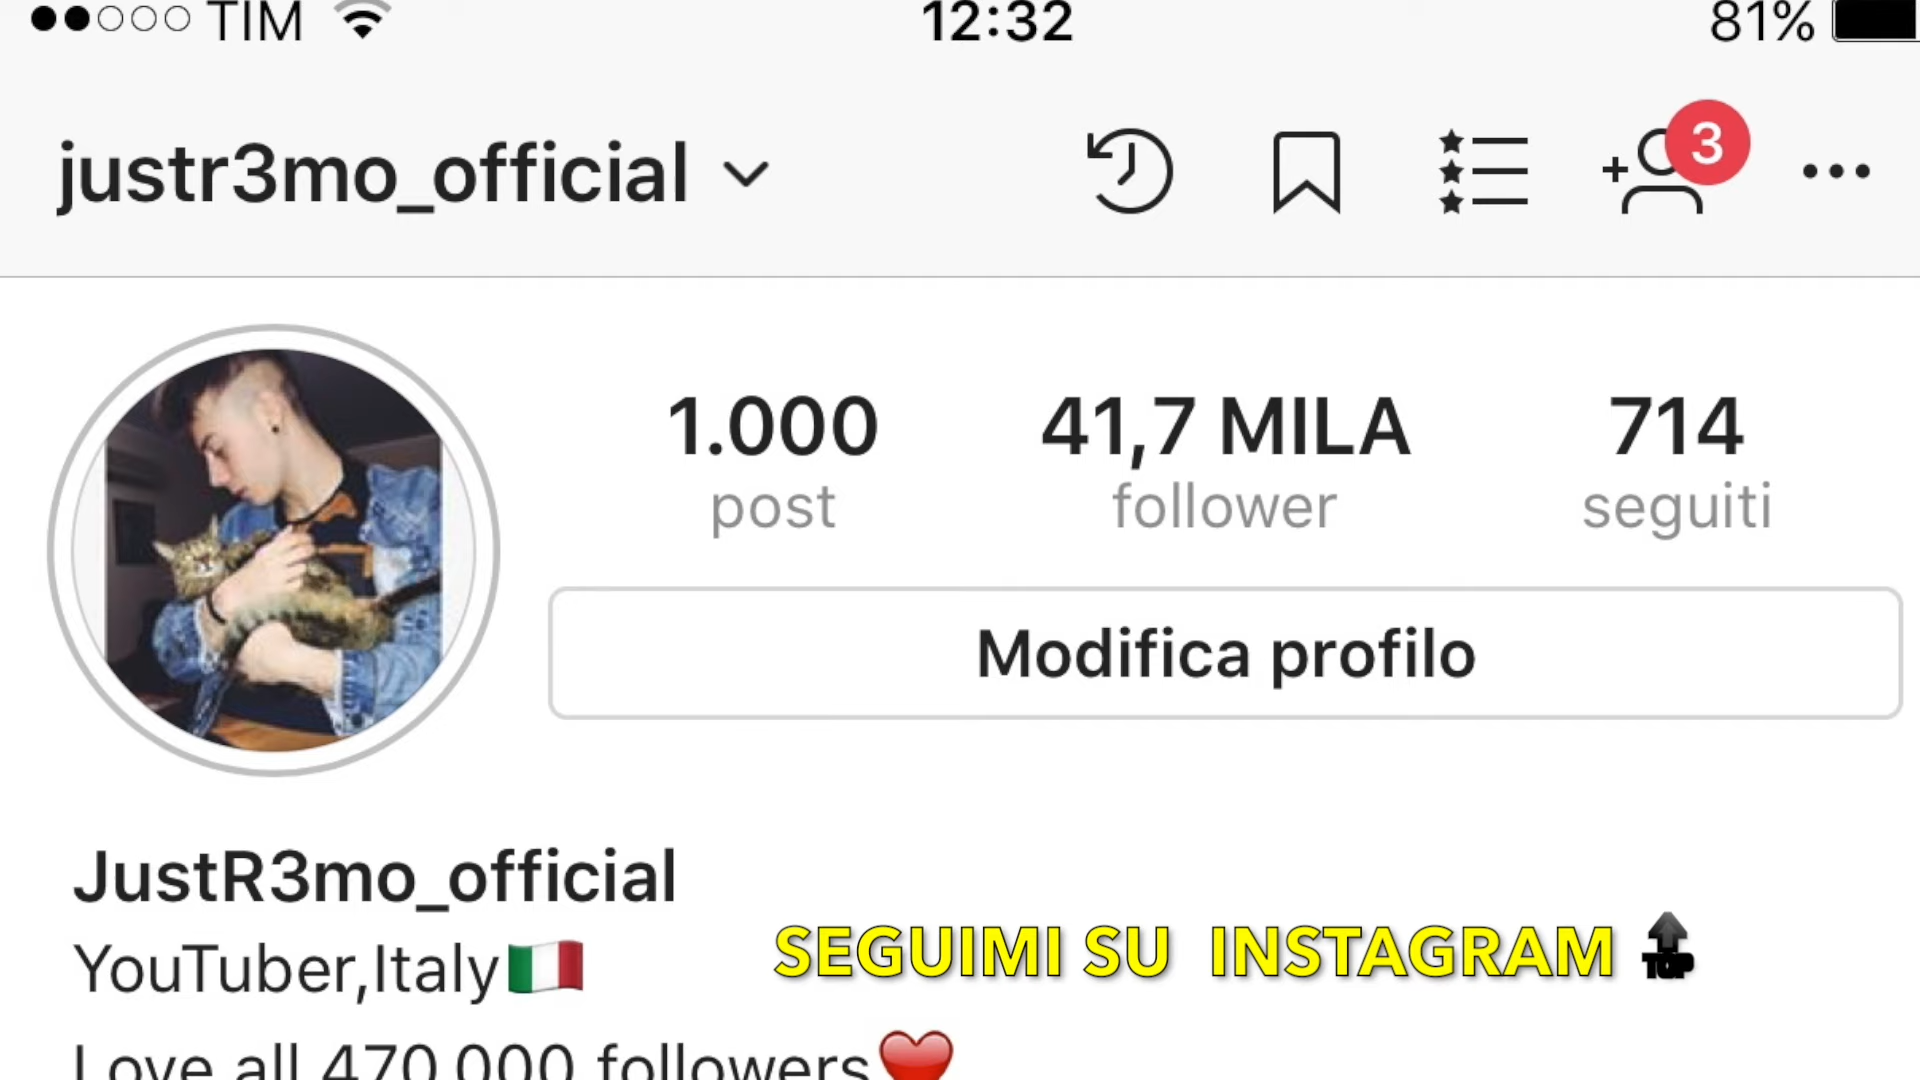 TIM 12:32 81%
justr3mo_official 3
1.000 41,7 MILA 714
post follower seguiti
Modifica profilo
JustR3mo_official
YouTuber,Italy
SEGUIMI SU INSTAGRAM TOP
Love all 470.000 followers